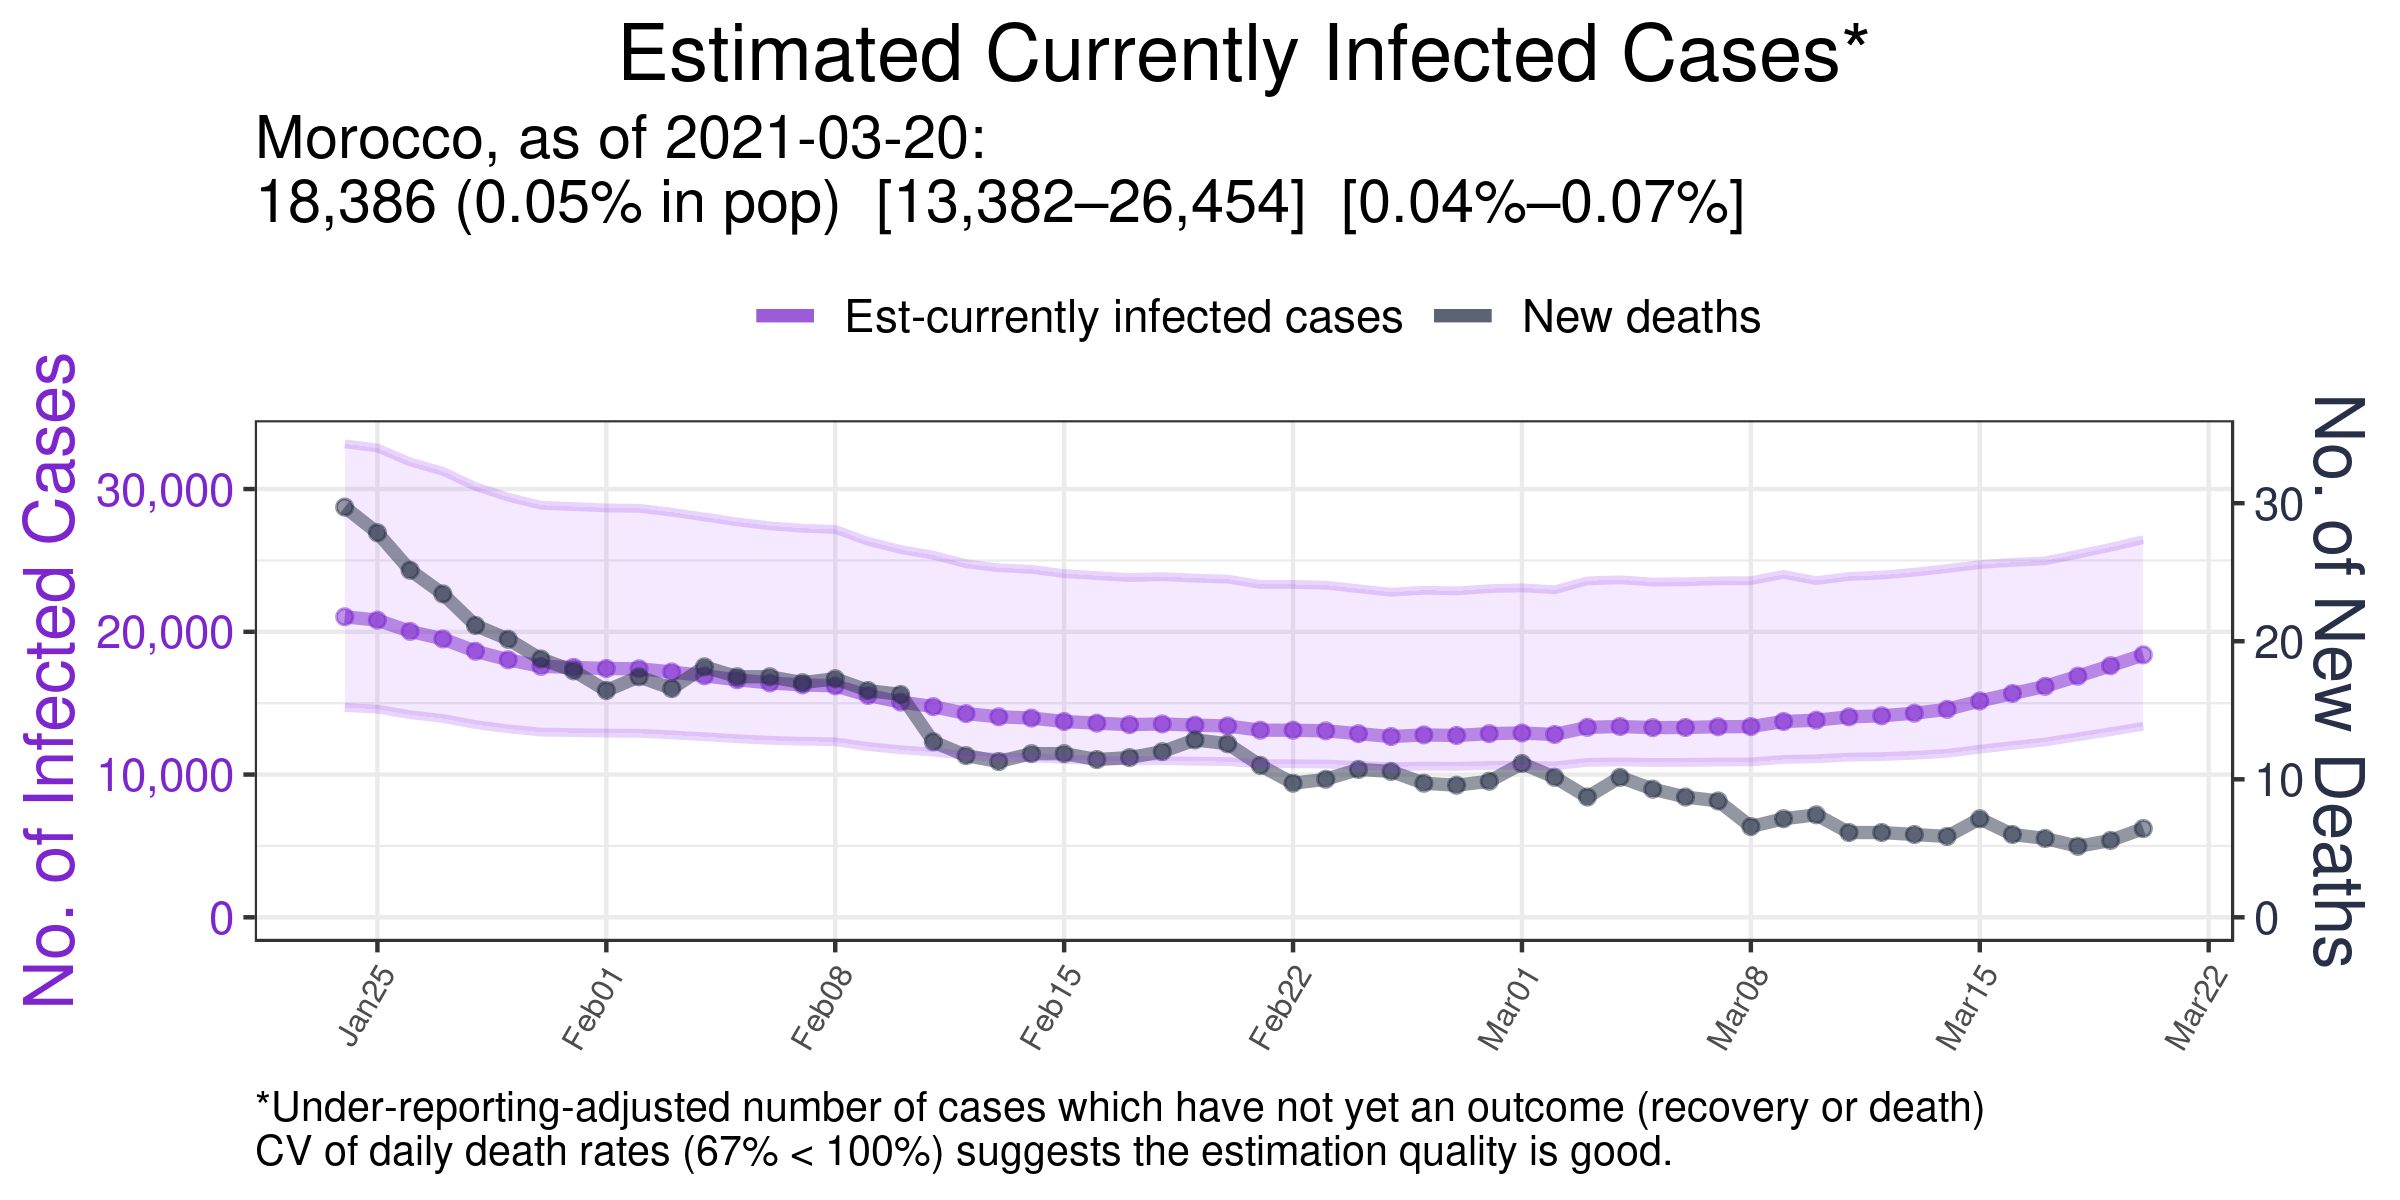 Estimated Currently Infected Cases*
Morocco, as of 2021-03-20:
18,386 (0.05% in pop)  [13,382–26,454]  [0.04%–0.07%]
Est-currently infected cases
New deaths
No. of Infected Cases
30,000
20,000
10,000
0
No. of New Deaths
30
20
10
0
Jan25
Feb01
Feb08
Feb15
Feb22
Mar01
Mar08
Mar15
Mar22
*Under-reporting-adjusted number of cases which have not yet an outcome (recovery or death)
CV of daily death rates (67% < 100%) suggests the estimation quality is good.